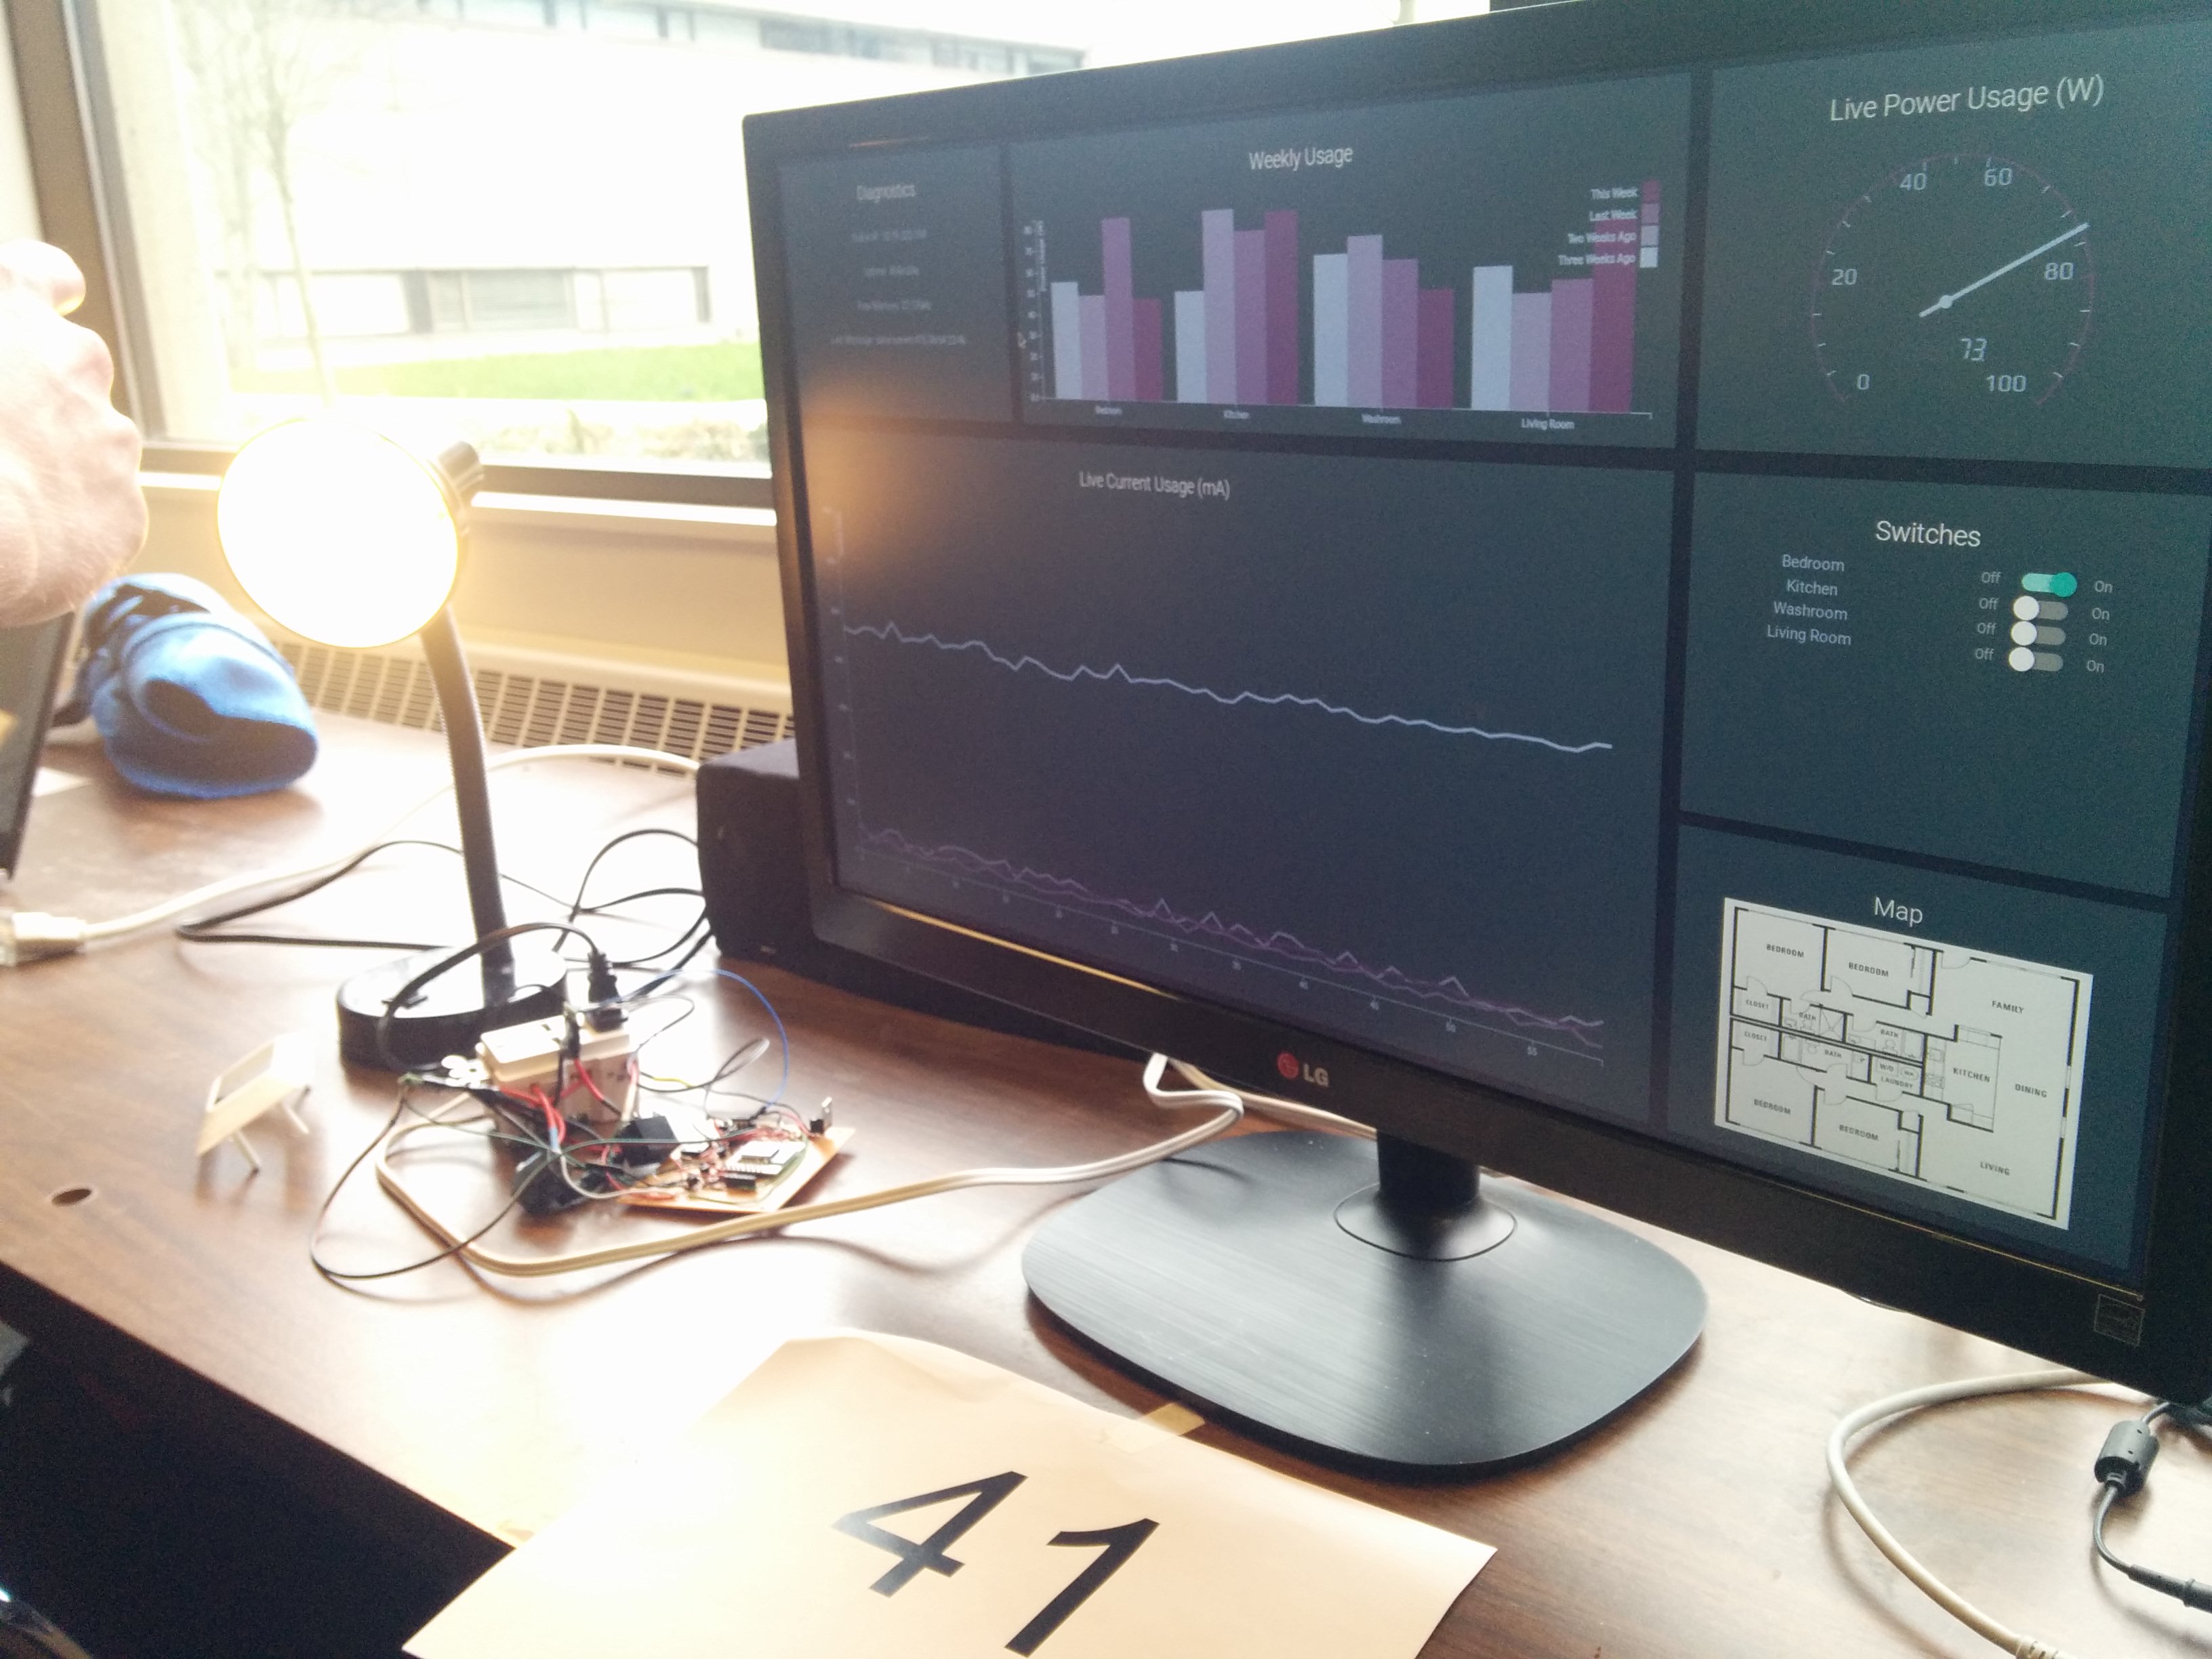 Diagnostics
Weekly Usage
This Week
Last Week
Two Weeks Ago
Three Weeks Ago
Bedroom
Kitchen
Washroom
Living Room
Live Power Usage (W)
0
20
40
60
80
100
73
Live Current Usage (mA)
Switches
Bedroom Off On
Kitchen Off On
Washroom Off On
Living Room Off On
Map
BEDROOM
BEDROOM
FAMILY
CLOSET
BATH
BATH
CLOSET
BATH
W/D
LAUNDRY
KITCHEN
DINING
BEDROOM
BEDROOM
LIVING
LG
41